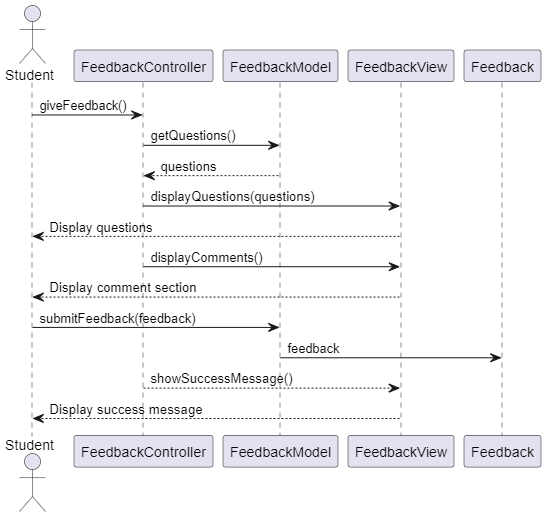 Student
FeedbackController
FeedbackModel
FeedbackView
Feedback
giveFeedback()
getQuestions()
questions
displayQuestions(questions)
Display questions
displayComments()
Display comment section
submitFeedback(feedback)
feedback
showSuccessMessage()
Display success message
Student
FeedbackController
FeedbackModel
FeedbackView
Feedback